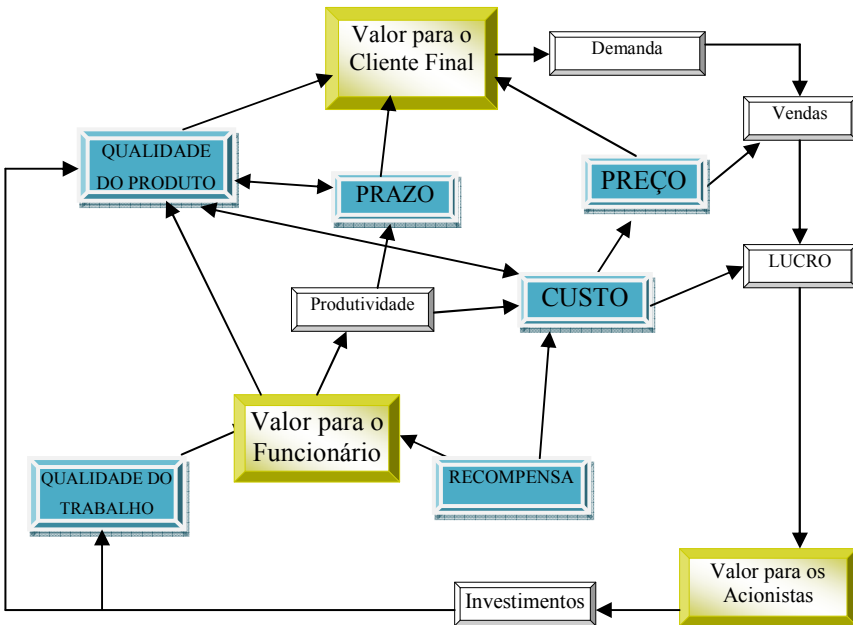 Valor para o
Cliente Final
Demanda
Vendas
QUALIDADE
DO PRODUTO
PRAZO
PREÇO
LUCRO
Produtividade
CUSTO
Valor para o
Funcionário
QUALIDADE DO
TRABALHO
RECOMPENSA
Valor para os
Acionistas
Investimentos